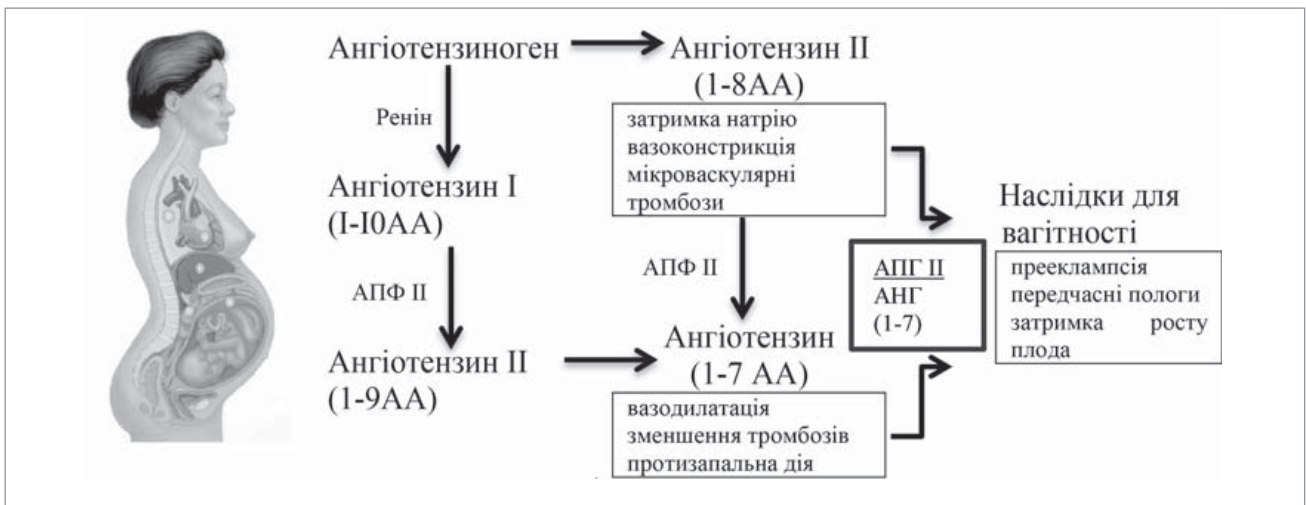 Ангіотензиноген
Ренін
Ангіотензин I
(I-I0АА)
АПФ II
Ангіотензин II
(1-9АА)
Ангіотензин II
(1-8АА)
затримка натрію
вазоконстрикція
мікроваскулярні
тромбози
АПФ II
Ангіотензин
(1-7 АА)
вазодилатація
зменшення тромбозів
протизапальна дія
АПГ II
АНГ
(1-7)
Наслідки для
вагітності
прееклампсія
передчасні пологи
затримка росту
плода